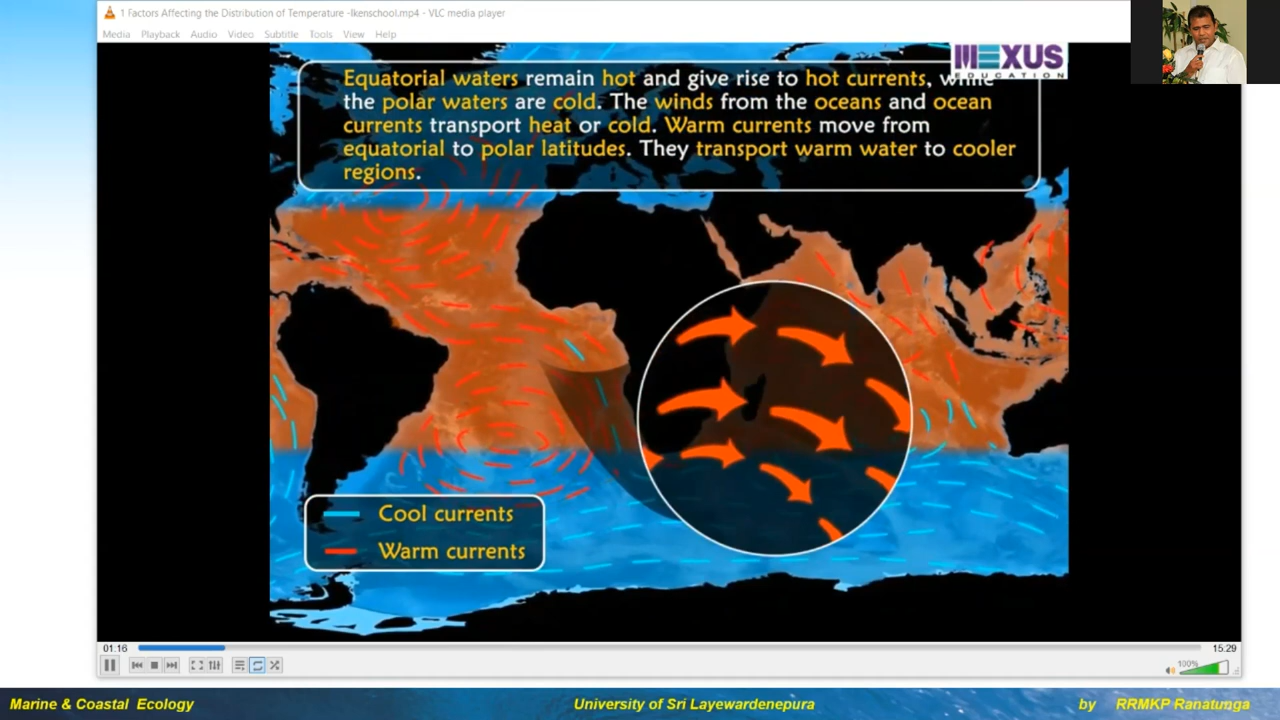 1 Factors Affecting the Distribution of Temperature -Ikenschool.mp4 - VLC media player
Media Playback Audio Video Subtitle Tools View Help
MEXUS
EDUCATION
Equatorial waters remain hot and give rise to hot currents, while
the polar waters are cold. The winds from the oceans and ocean
currents transport heat or cold. Warm currents move from
equatorial to polar latitudes. They transport warm water to cooler
regions.
Cool currents
Warm currents
01:16
15:29
100%
Marine & Coastal Ecology
University of Sri Layewardenepura
by RRMKP Ranatunga